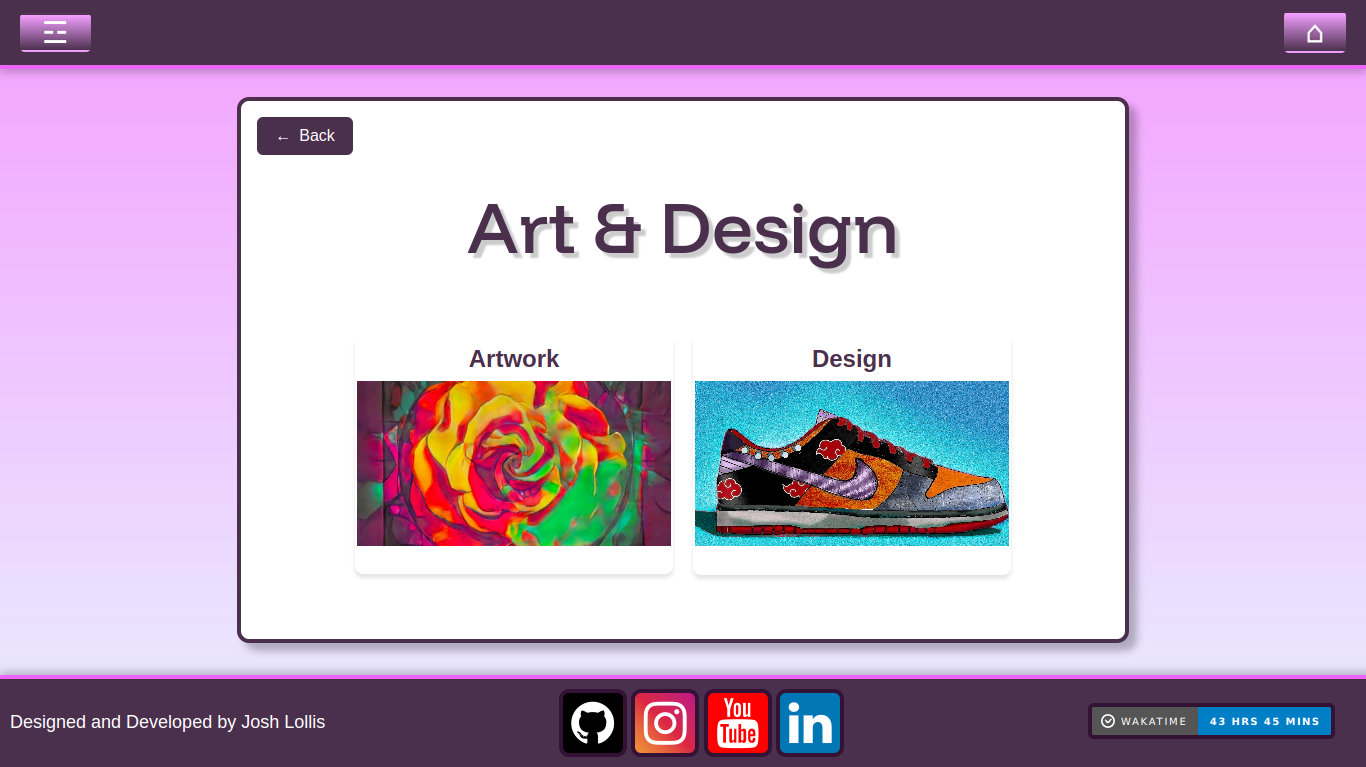 ← Back
Art & Design
Artwork
Design
Designed and Developed by Josh Lollis
You
Tube
in
WAKATIME 43 HRS 45 MINS